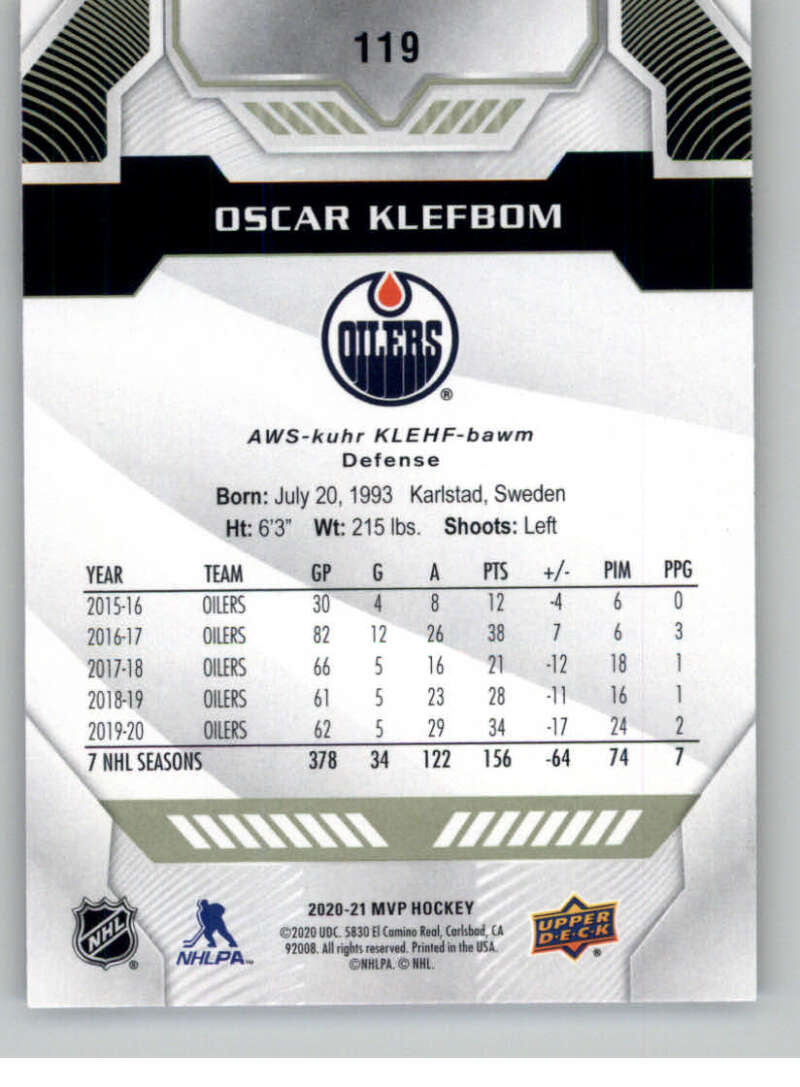 119
OSCAR KLEFBOM
OILERS
®
AWS-kuhr KLEHF-bawm
Defense
Born: July 20, 1993 Karlstad, Sweden
Ht: 6'3" Wt: 215 lbs. Shoots: Left
YEAR TEAM GP G A PTS +/- PIM PPG
2015-16 OILERS 30 4 8 12 -4 6 0
2016-17 OILERS 82 12 26 38 7 6 3
2017-18 OILERS 66 5 16 21 -12 18 1
2018-19 OILERS 61 5 23 28 -11 16 1
2019-20 OILERS 62 5 29 34 -17 24 2
7 NHL SEASONS 378 34 122 156 -64 74 7
NHL ®
NHLPA™
2020-21 MVP HOCKEY
©2020 UDC. 5830 El Camino Real, Carlsbad, CA
92008. All rights reserved. Printed in the USA.
©NHLPA. © NHL.
UPPER
D·E·C·K ®